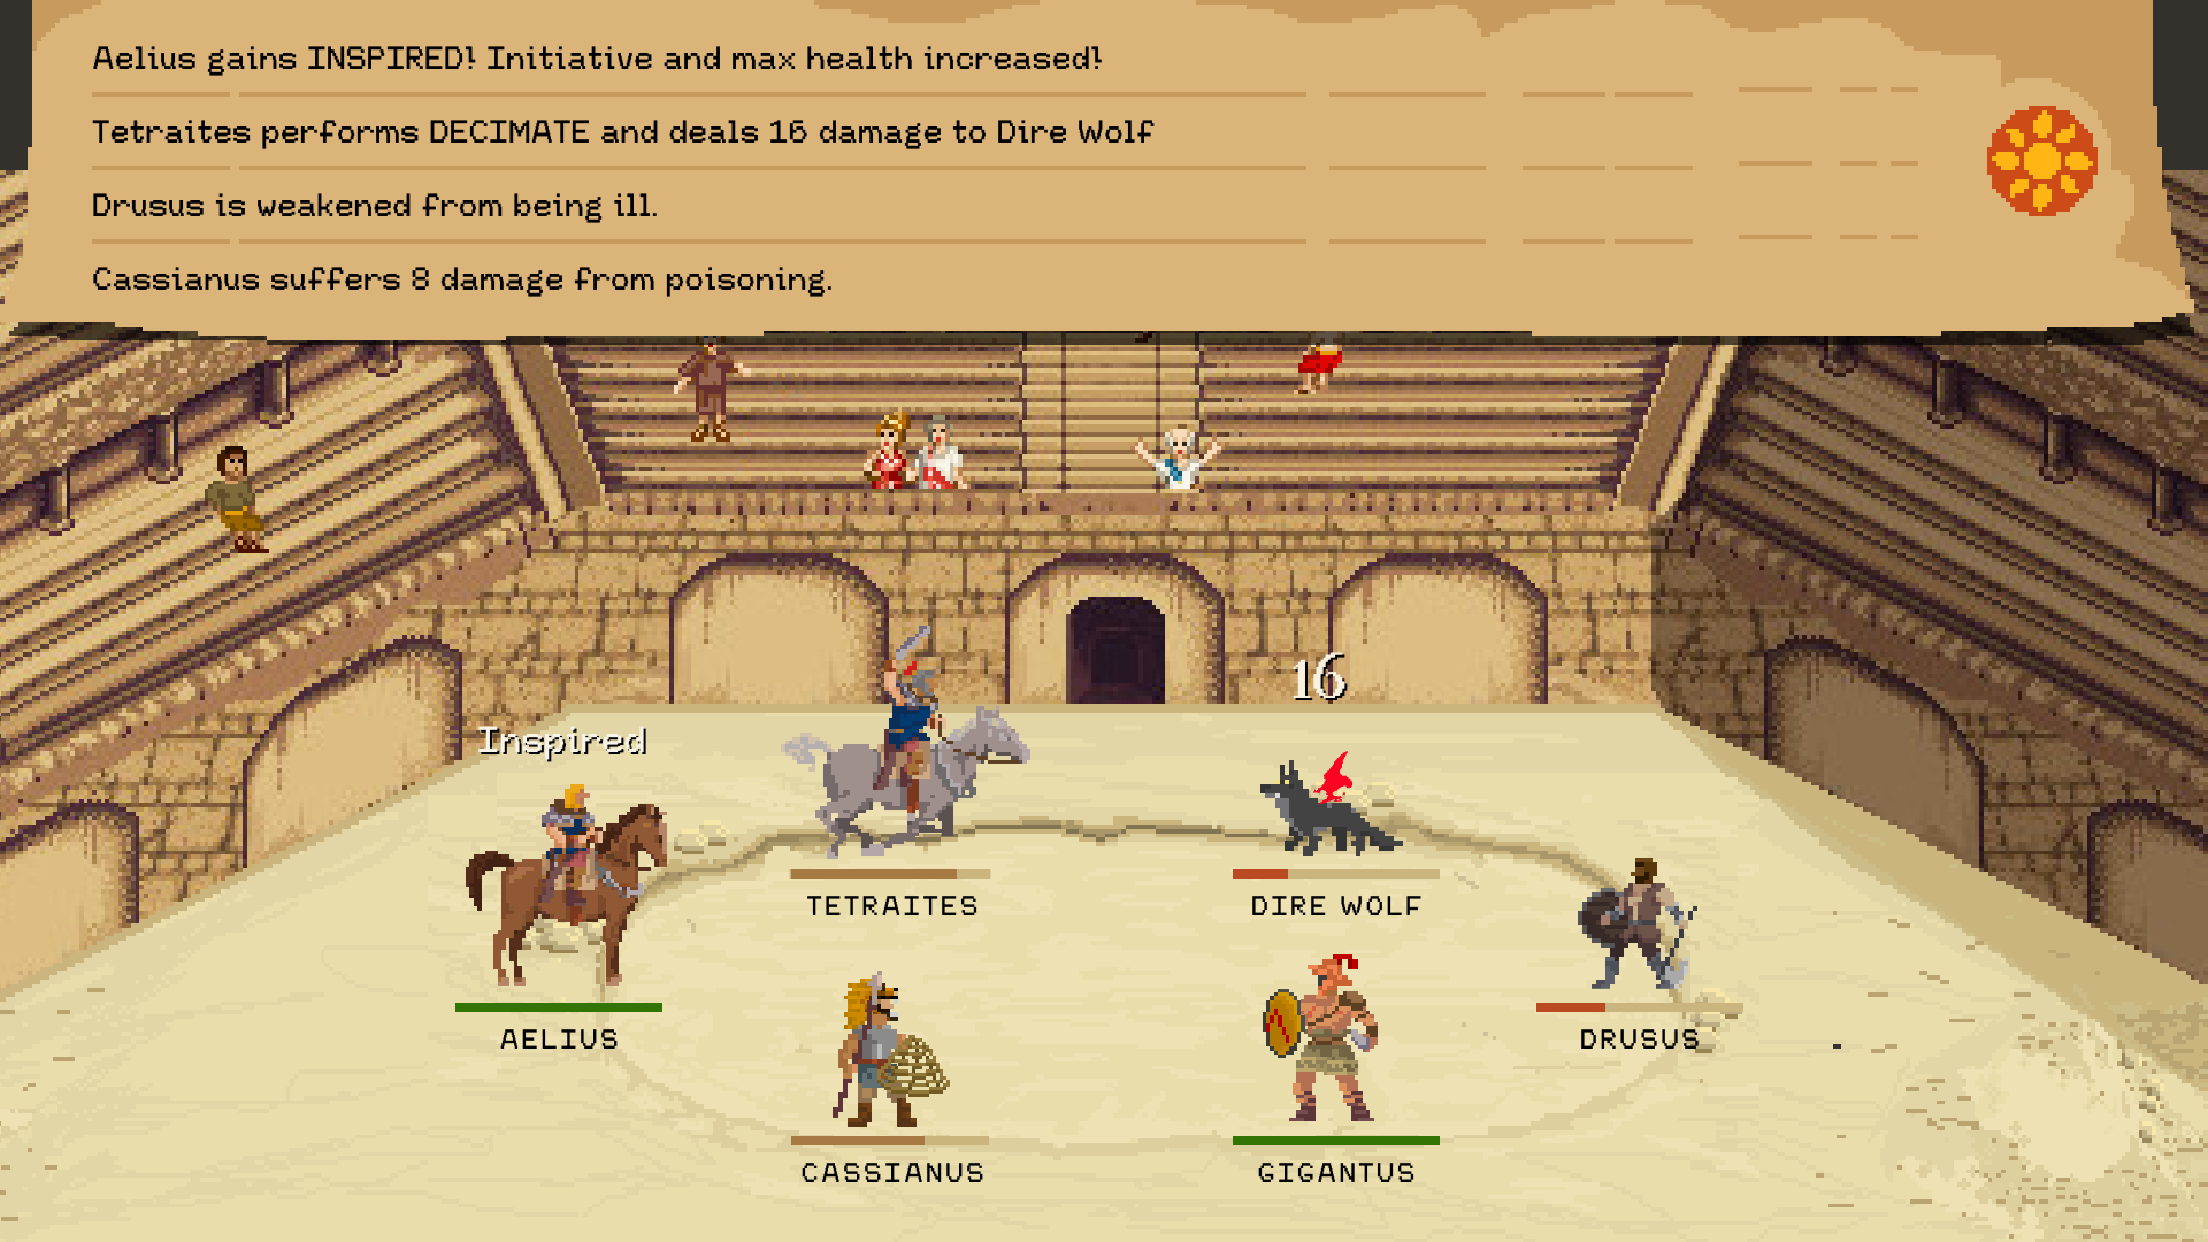 Aelius gains INSPIRED! Initiative and max health increased!
Tetraites performs DECIMATE and deals 16 damage to Dire Wolf
Drusus is weakened from being ill.
Cassianus suffers 8 damage from poisoning.
16
Inspired
TETRAITES
DIRE WOLF
AELIUS
DRUSUS
CASSIANUS
GIGANTUS